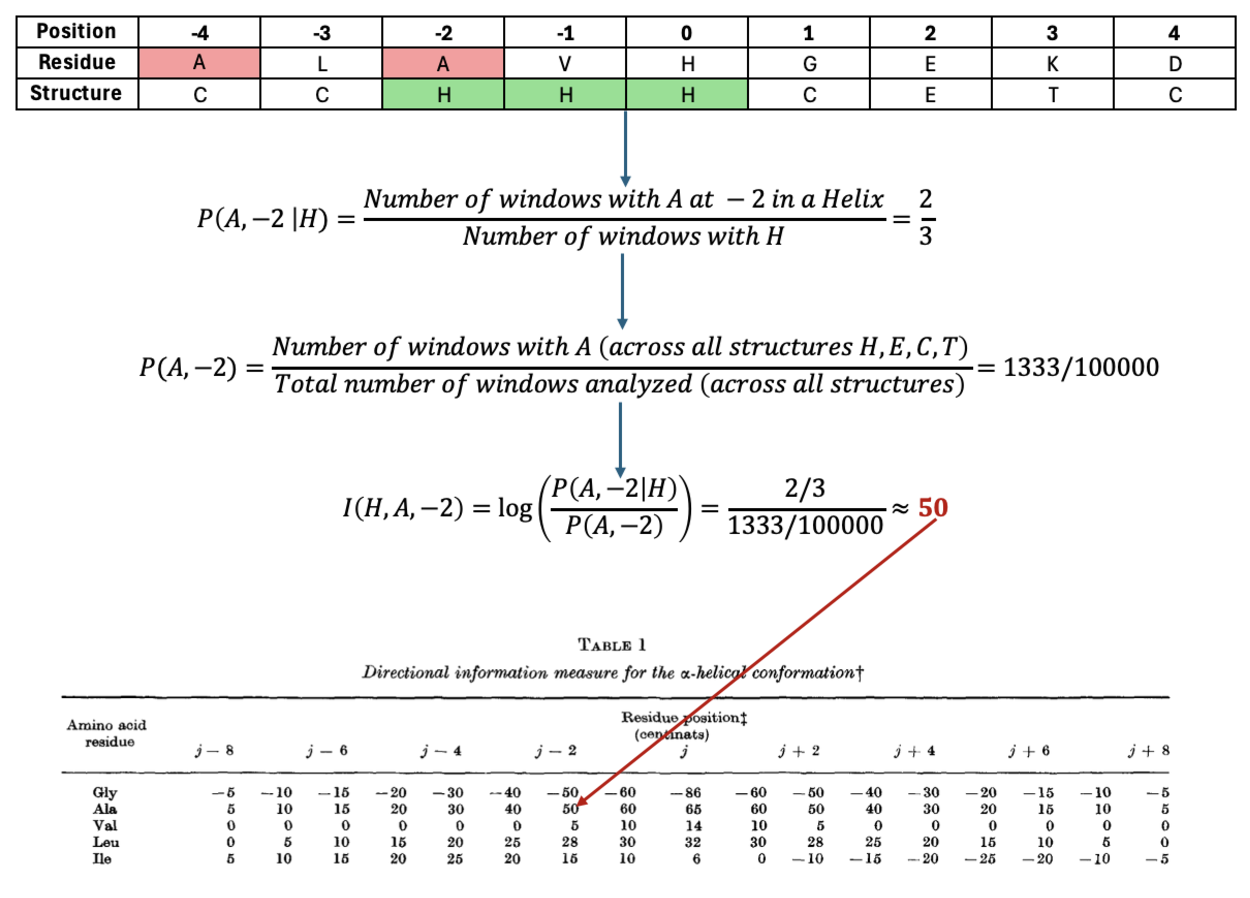 Position -4 -3 -2 -1 0 1 2 3 4
Residue A L A V H G E K D
Structure C C H H H C E T C
P(A,−2 |H) = Number of windows with A at − 2 in a Helix / Number of windows with H = 2/3
P(A,−2) = Number of windows with A (across all structures H,E,C,T) / Total number of windows analyzed (across all structures) = 1333/100000
I(H,A,−2) = log(P(A,−2|H) / P(A,−2)) = 2/3 / 1333/100000 ≈ 50
TABLE 1
Directional information measure for the α-helical conformation†
Amino acid residue
Residue position‡
(centinats)
j − 8 j − 6 j − 4 j − 2 j j + 2 j + 4 j + 6 j + 8
Gly −5 −10 −15 −20 −30 −40 −50 −60 −86 −60 −50 −40 −30 −20 −15 −10 −5
Ala 5 10 15 20 30 40 50 60 65 60 50 40 30 20 15 10 5
Val 0 0 0 0 0 0 5 10 14 10 5 0 0 0 0 0 0
Leu 0 5 10 15 20 25 28 30 32 30 28 25 20 15 10 5 0
Ile 5 10 15 20 25 20 15 10 6 0 −10 −15 −20 −25 −20 −10 −5